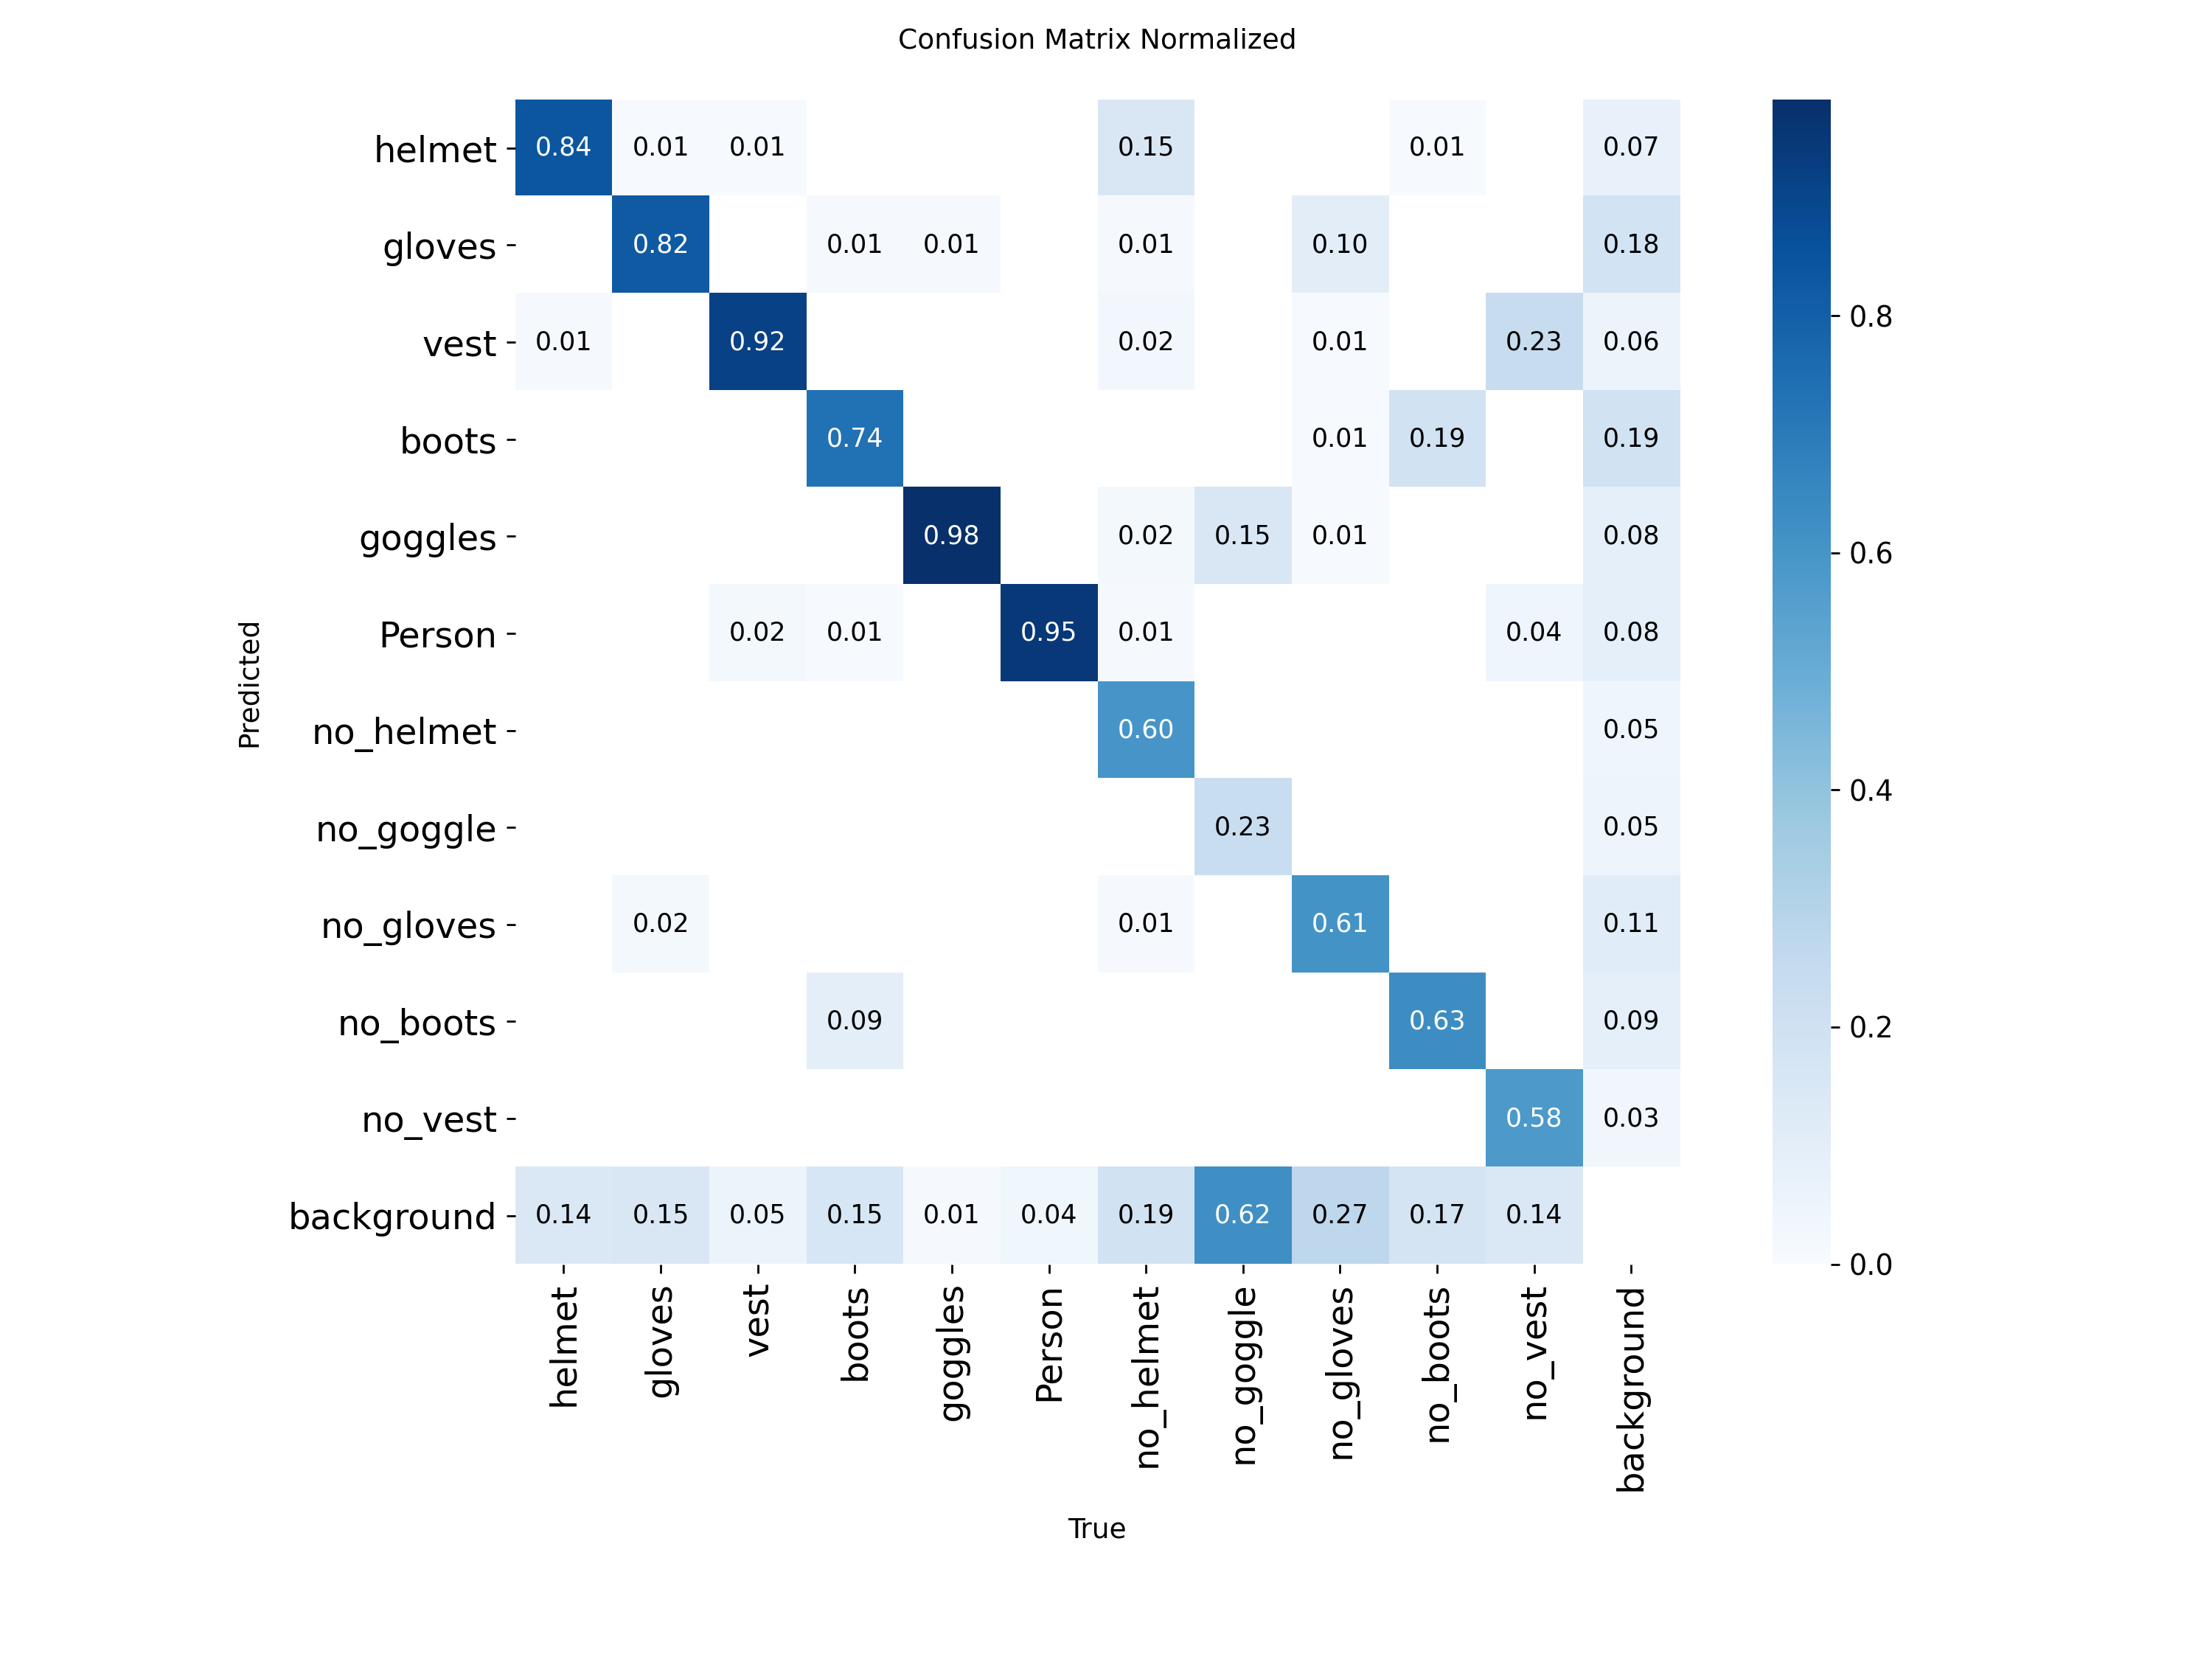 Confusion Matrix Normalized
helmet 0.84 0.01 0.01 0.15 0.01 0.07
gloves 0.82 0.01 0.01 0.01 0.10 0.18
vest 0.01 0.92 0.02 0.01 0.23 0.06
boots 0.74 0.01 0.19 0.19
goggles 0.98 0.02 0.15 0.01 0.08
Person 0.02 0.01 0.95 0.01 0.04 0.08
no_helmet 0.60 0.05
no_goggle 0.23 0.05
no_gloves 0.02 0.01 0.61 0.11
no_boots 0.09 0.63 0.09
no_vest 0.58 0.03
background 0.14 0.15 0.05 0.15 0.01 0.04 0.19 0.62 0.27 0.17 0.14
Predicted
helmet gloves vest boots goggles Person no_helmet no_goggle no_gloves no_boots no_vest background
True
0.8
0.6
0.4
0.2
0.0